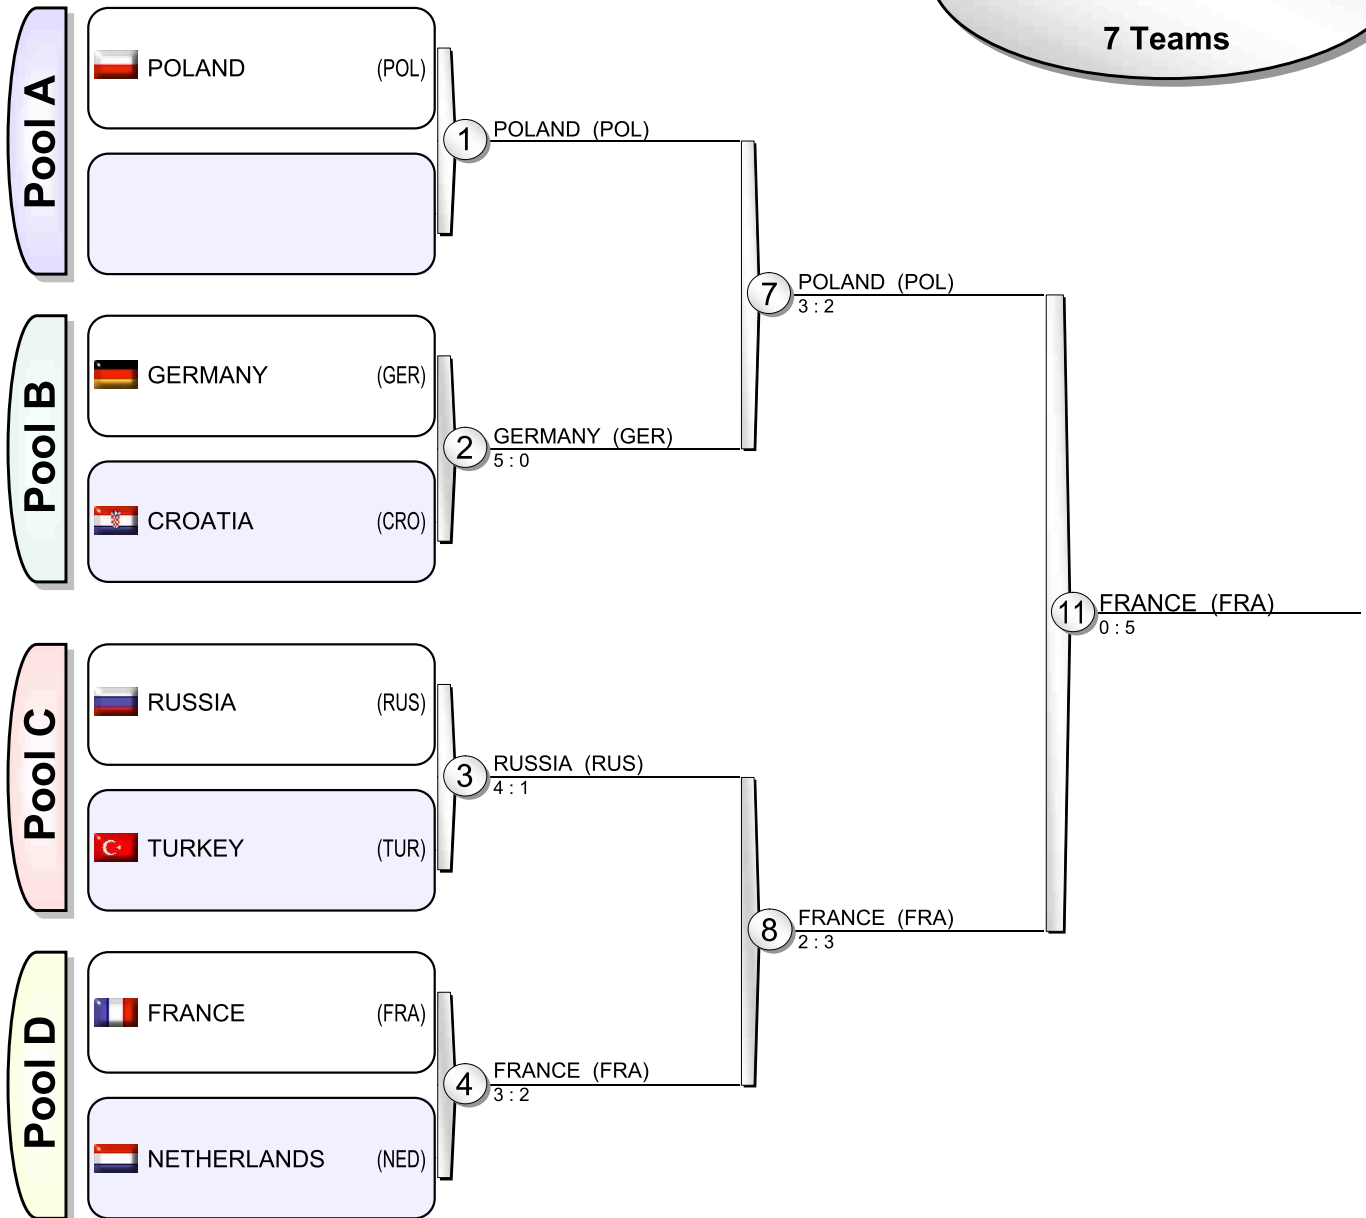 7 Teams
Pool A
POLAND (POL)
1 POLAND (POL)
7 POLAND (POL)
3 : 2
Pool B
GERMANY (GER)
2 GERMANY (GER)
5 : 0
CROATIA (CRO)
11 FRANCE (FRA)
0 : 5
Pool C
RUSSIA (RUS)
3 RUSSIA (RUS)
4 : 1
TURKEY (TUR)
8 FRANCE (FRA)
2 : 3
Pool D
FRANCE (FRA)
4 FRANCE (FRA)
3 : 2
NETHERLANDS (NED)